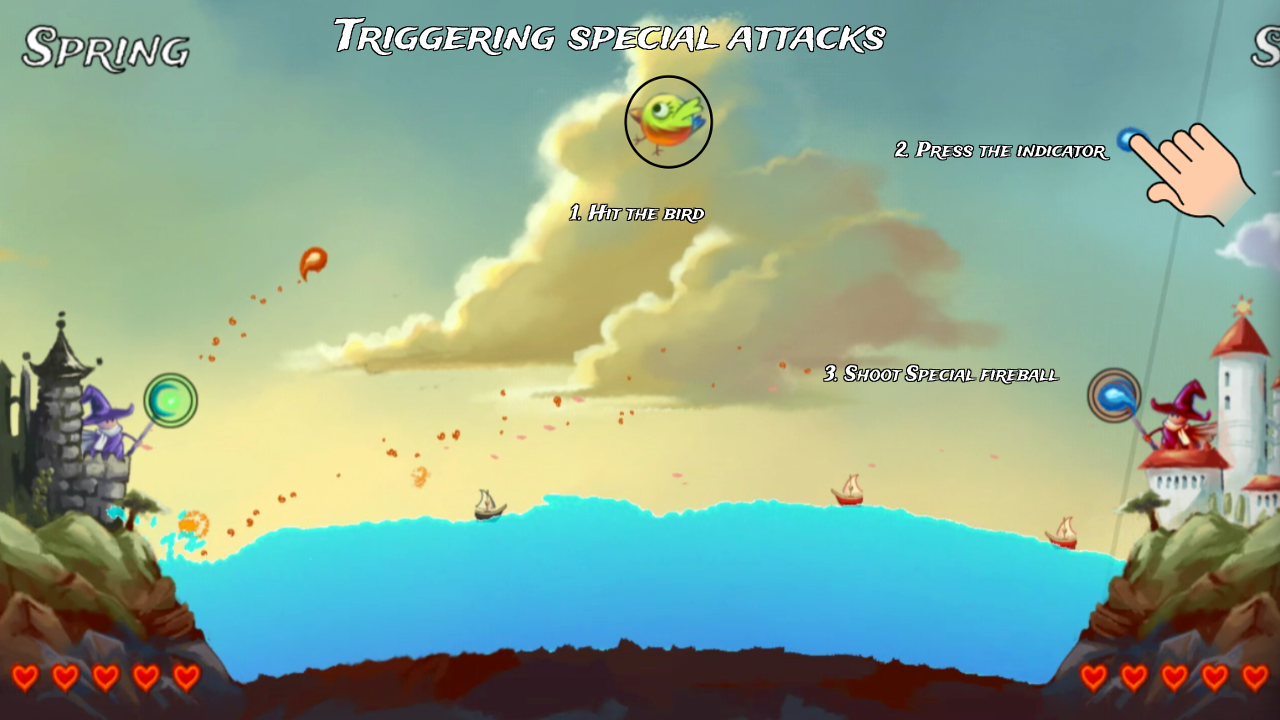 Spring
Triggering special attacks
S
2. Press the indicator
1. Hit the bird
3. Shoot Special fireball